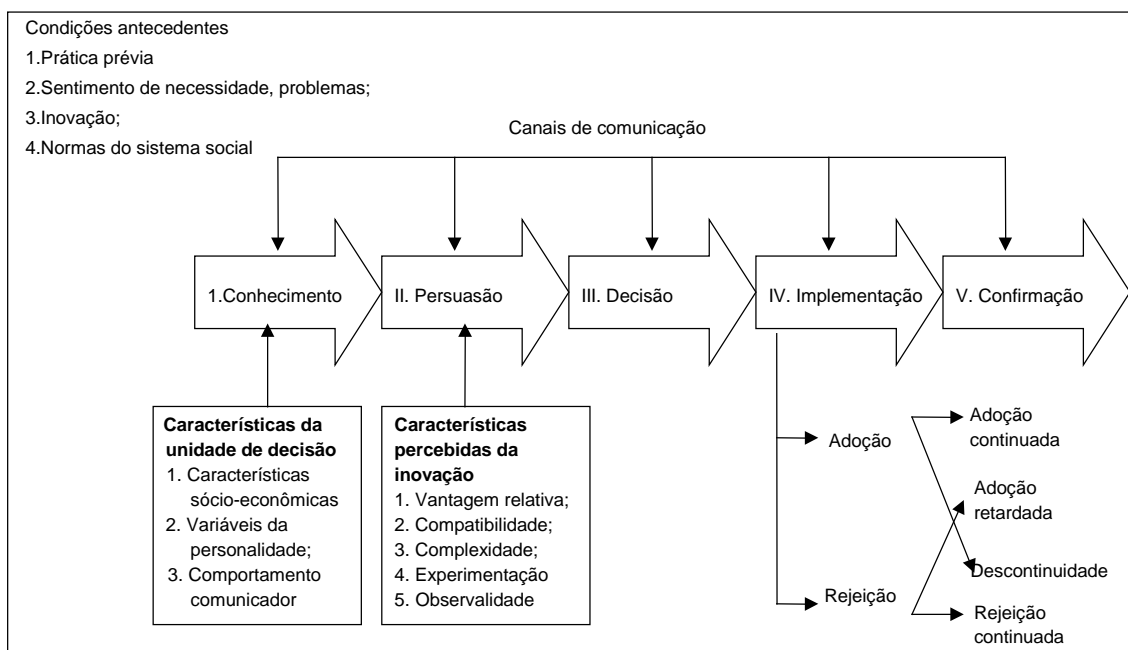 Condições antecedentes
1.Prática prévia
2.Sentimento de necessidade, problemas;
3.Inovação;
4.Normas do sistema social
Canais de comunicação
1.Conhecimento
II. Persuasão
III. Decisão
IV. Implementação
V. Confirmação
Características da
unidade de decisão
1. Características
sócio-econômicas
2. Variáveis da
personalidade;
3. Comportamento
comunicador
Características
percebidas da
inovação
1. Vantagem relativa;
2. Compatibilidade;
3. Complexidade;
4. Experimentação
5. Observalidade
Adoção
Rejeição
Adoção
continuada
Adoção
retardada
Descontinuidade
Rejeição
continuada